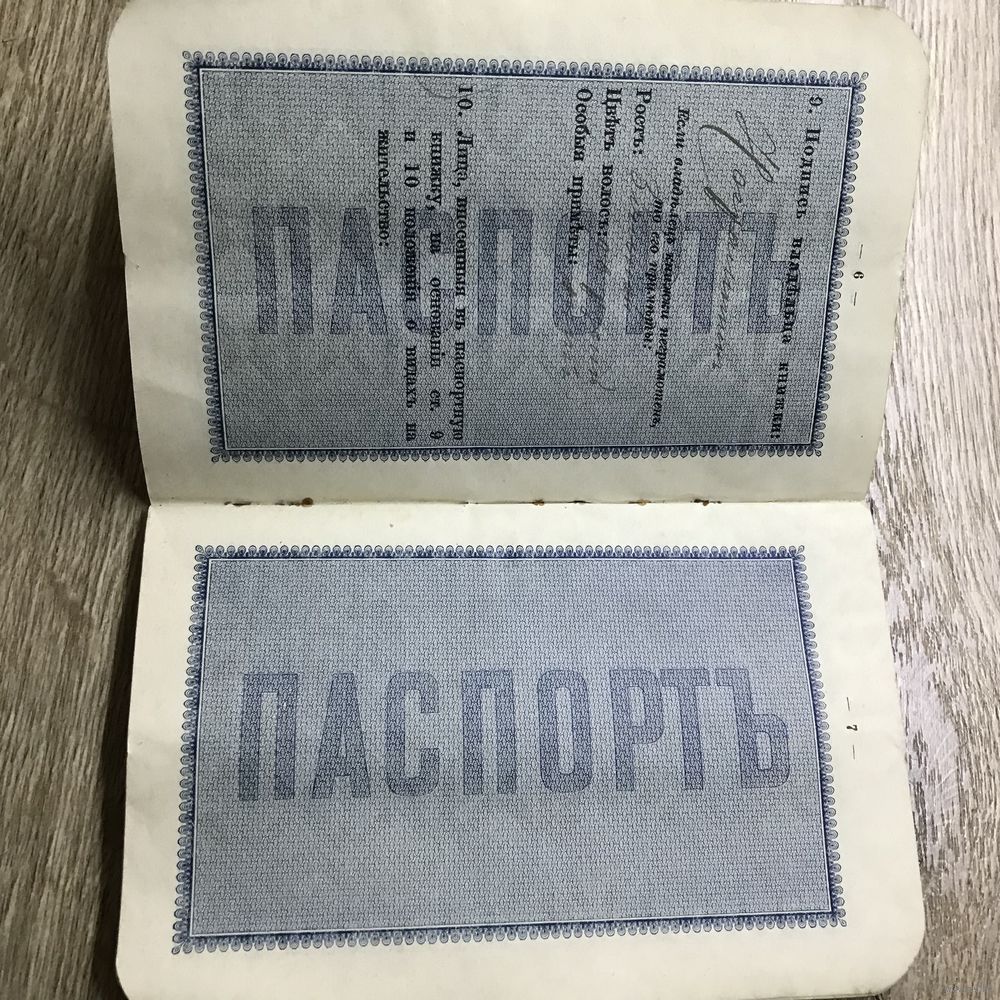 — 6 —
9. Подпись владѣльца книжки:
Если владѣлецъ книжки неграмотенъ,
то его примѣты:
Ростъ:
Цвѣтъ волосъ:
Особыя примѣты:
10. Лица, внесенныя въ паспортную
книжку, на основаніи ст. 9
и 10 положенія о видахъ на
жительство:
ПАСПОРТЪ
— 7 —
ПАСПОРТЪ